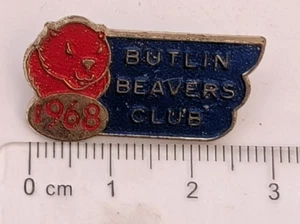 BUTLIN
BEAVERS
CLUB
1968
0 cm 1 2 3